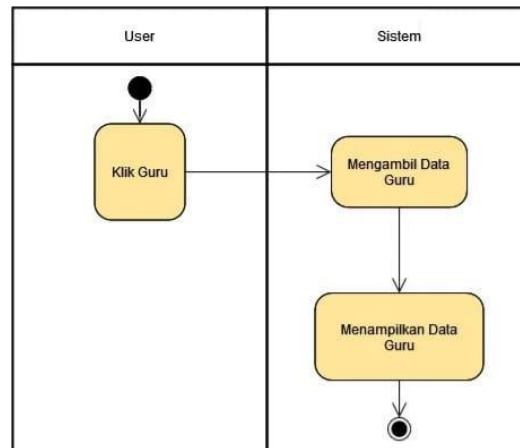 User
Sistem
Klik Guru
Mengambil Data
Guru
Menampilkan Data
Guru